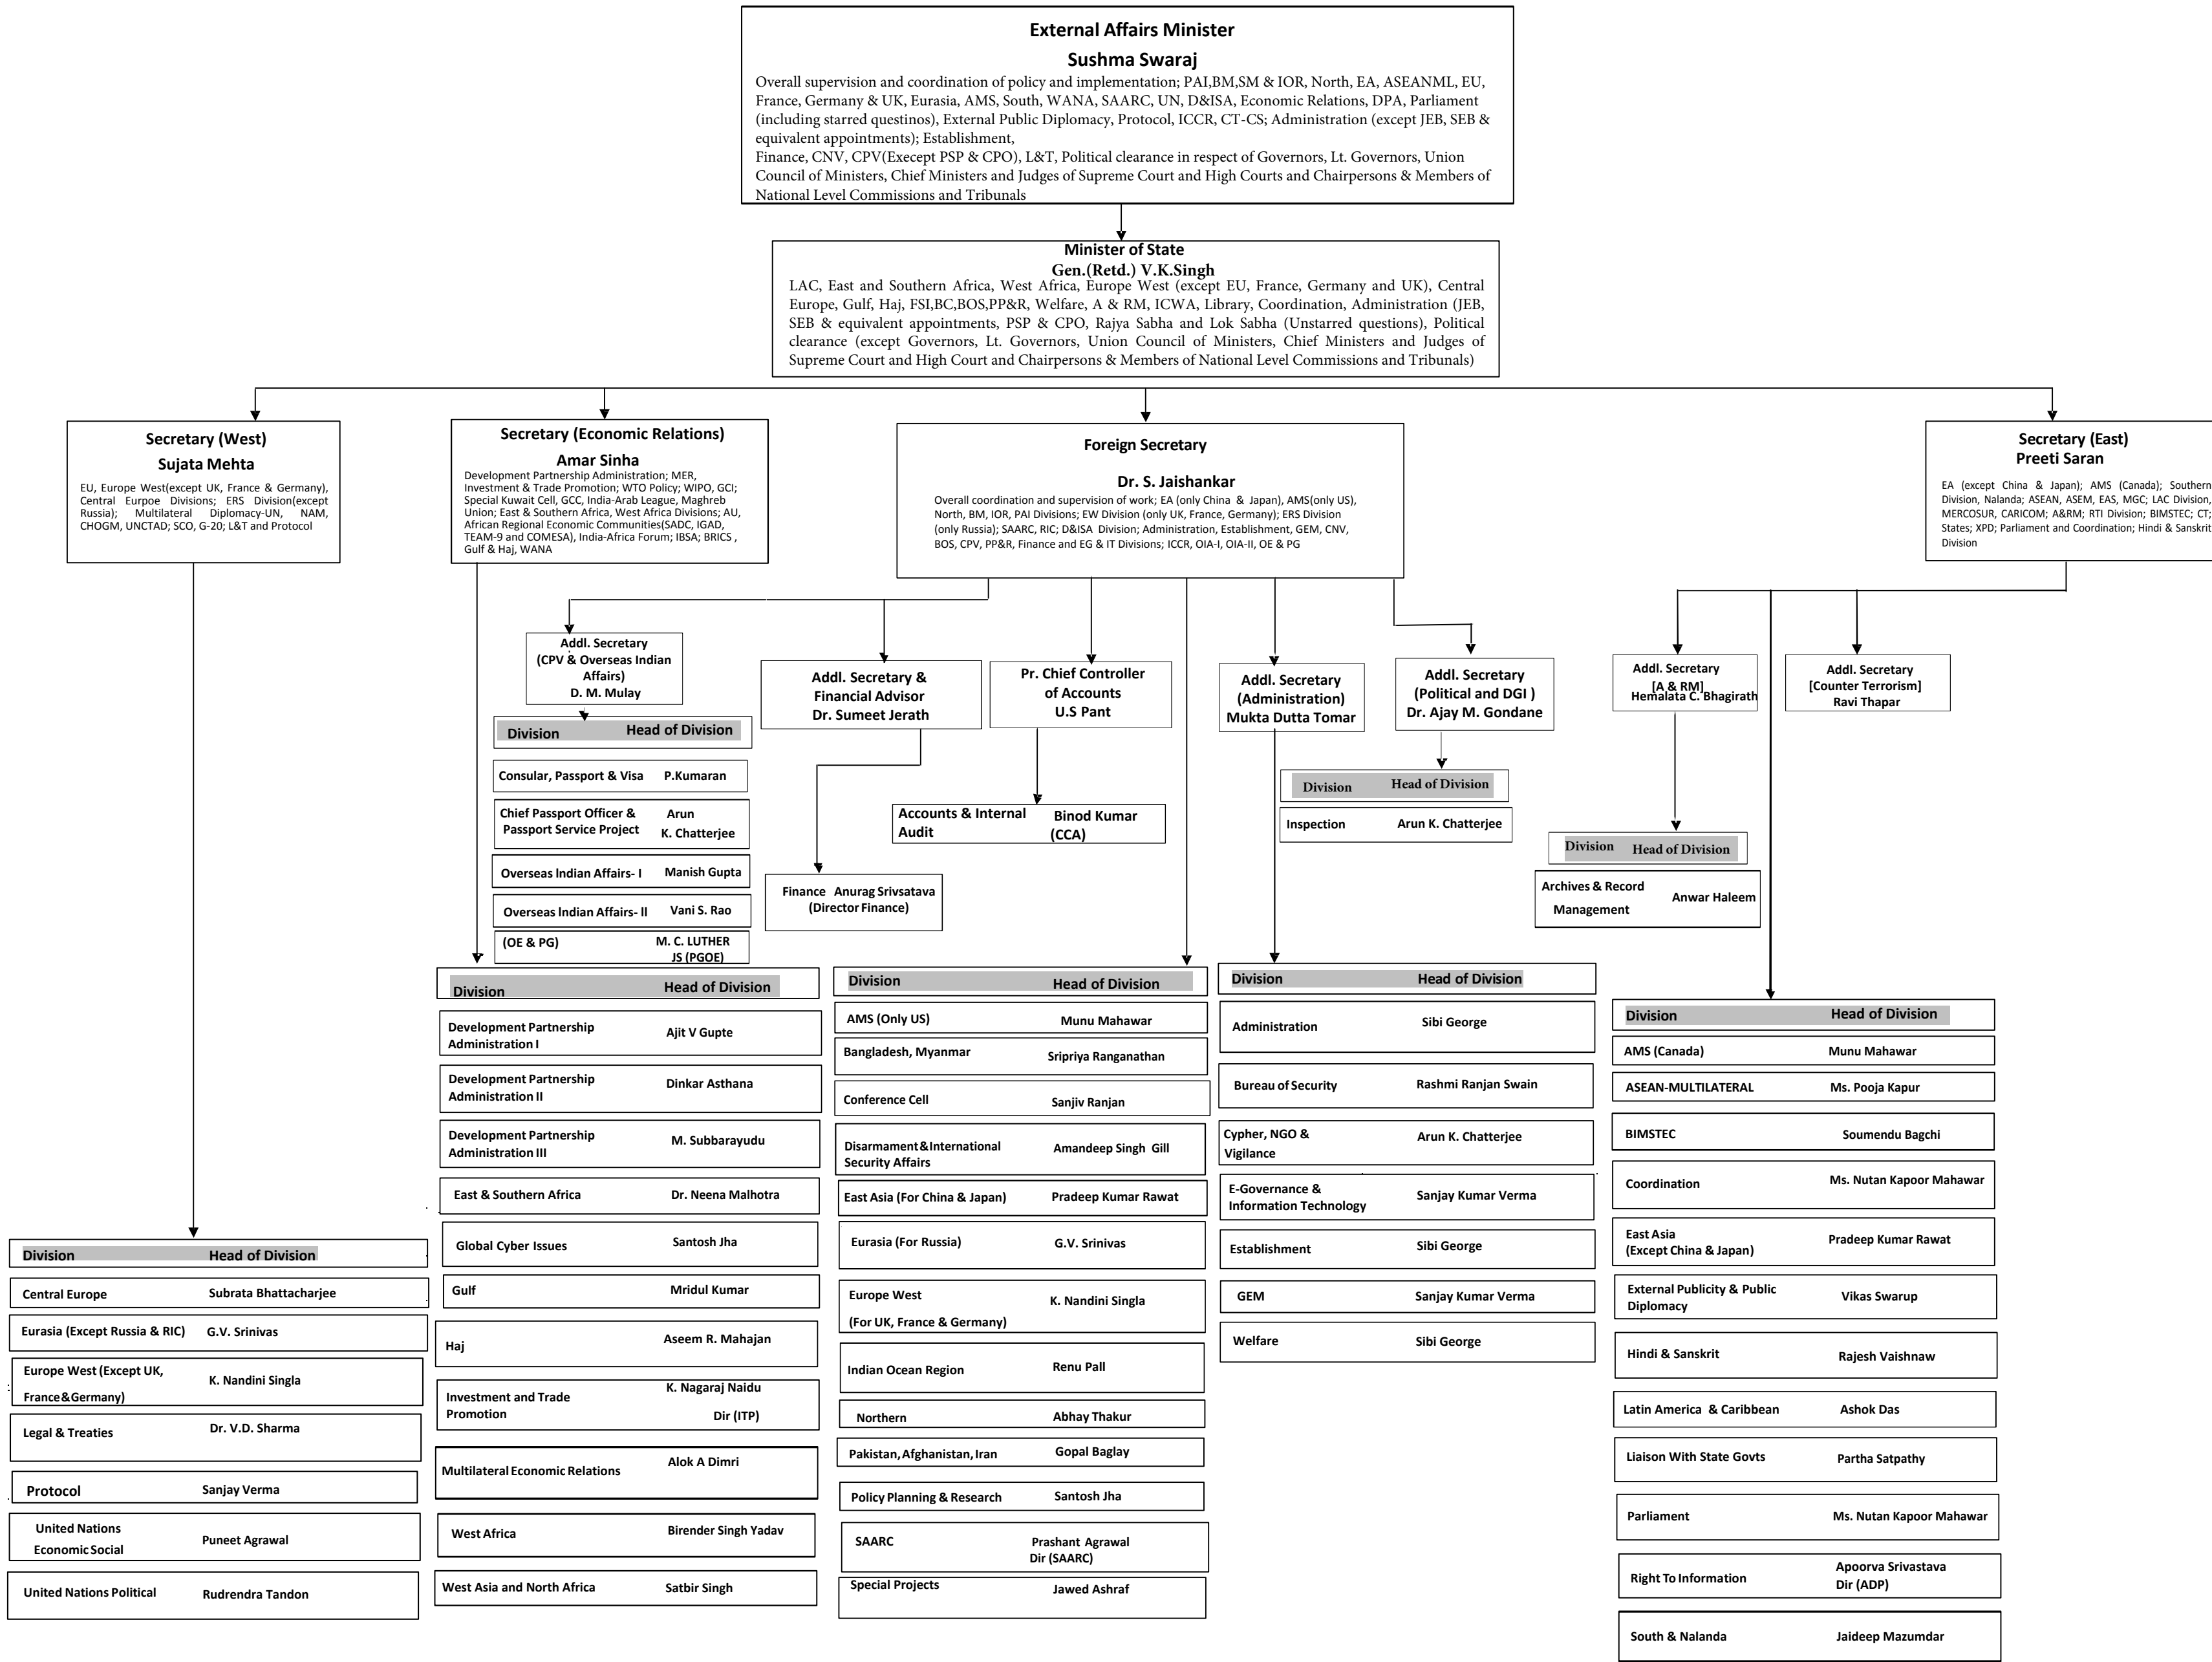 External Affairs Minister
Sushma Swaraj
Overall supervision and coordination of policy and implementation; PAI,BM,SM & IOR, North, EA, ASEANML, EU,
France, Germany & UK, Eurasia, AMS, South, WANA, SAARC, UN, D&ISA, Economic Relations, DPA, Parliament
(including starred questinos), External Public Diplomacy, Protocol, ICCR, CT-CS; Administration (except JEB, SEB &
equivalent appointments); Establishment,
Finance, CNV, CPV(Execept PSP & CPO), L&T, Political clearance in respect of Governors, Lt. Governors, Union
Council of Ministers, Chief Ministers and Judges of Supreme Court and High Courts and Chairpersons & Members of
National Level Commissions and Tribunals
Minister of State
Gen.(Retd.) V.K.Singh
LAC, East and Southern Africa, West Africa, Europe West (except EU, France, Germany and UK), Central
Europe, Gulf, Haj, FSI,BC,BOS,PP&R, Welfare, A & RM, ICWA, Library, Coordination, Administration (JEB,
SEB & equivalent appointments, PSP & CPO, Rajya Sabha and Lok Sabha (Unstarred questions), Political
clearance (except Governors, Lt. Governors, Union Council of Ministers, Chief Ministers and Judges of
Supreme Court and High Court and Chairpersons & Members of National Level Commissions and Tribunals)
Secretary (West)
Sujata Mehta
EU, Europe West(except UK, France & Germany),
Central Eurpoe Divisions; ERS Division(except
Russia); Multilateral Diplomacy-UN, NAM,
CHOGM, UNCTAD; SCO, G-20; L&T and Protocol
Secretary (Economic Relations)
Amar Sinha
Development Partnership Administration; MER,
Investment & Trade Promotion; WTO Policy; WIPO, GCI;
Special Kuwait Cell, GCC, India-Arab League, Maghreb
Union; East & Southern Africa, West Africa Divisions; AU,
African Regional Economic Communities(SADC, IGAD,
TEAM-9 and COMESA), India-Africa Forum; IBSA; BRICS ,
Gulf & Haj, WANA
Foreign Secretary
Dr. S. Jaishankar
Overall coordination and supervision of work; EA (only China & Japan), AMS(only US),
North, BM, IOR, PAI Divisions; EW Division (only UK, France, Germany); ERS Division
(only Russia); SAARC, RIC; D&ISA Division; Administration, Establishment, GEM, CNV,
BOS, CPV, PP&R, Finance and EG & IT Divisions; ICCR, OIA-I, OIA-II, OE & PG
Secretary (East)
Preeti Saran
EA (except China & Japan); AMS (Canada); Southern
Division, Nalanda; ASEAN, ASEM, EAS, MGC; LAC Division,
MERCOSUR, CARICOM; A&RM; RTI Division; BIMSTEC; CT;
States; XPD; Parliament and Coordination; Hindi & Sanskrit
Division
Addl. Secretary
(CPV & Overseas Indian
Affairs)
D. M. Mulay
Addl. Secretary &
Financial Advisor
Dr. Sumeet Jerath
Pr. Chief Controller
of Accounts
U.S Pant
Addl. Secretary
(Administration)
Mukta Dutta Tomar
Addl. Secretary
(Political and DGI )
Dr. Ajay M. Gondane
Addl. Secretary
[A & RM]
Hemalata C. Bhagirath
Addl. Secretary
[Counter Terrorism]
Ravi Thapar
Division Head of Division
Consular, Passport & Visa P.Kumaran
Chief Passport Officer & Arun
Passport Service Project K. Chatterjee
Overseas Indian Affairs- I Manish Gupta
Overseas Indian Affairs- II Vani S. Rao
(OE & PG) M. C. LUTHER
JS (PGOE)
Finance Anurag Srivsatava
(Director Finance)
Accounts & Internal Binod Kumar
Audit (CCA)
Division Head of Division
Inspection Arun K. Chatterjee
Division Head of Division
Archives & Record
Management Anwar Haleem
Division Head of Division
Central Europe Subrata Bhattacharjee
Eurasia (Except Russia & RIC) G.V. Srinivas
Europe West (Except UK,
France&Germany) K. Nandini Singla
Legal & Treaties Dr. V.D. Sharma
Protocol Sanjay Verma
United Nations
Economic Social Puneet Agrawal
United Nations Political Rudrendra Tandon
Division Head of Division
Development Partnership
Administration I Ajit V Gupte
Development Partnership
Administration II Dinkar Asthana
Development Partnership
Administration III M. Subbarayudu
East & Southern Africa Dr. Neena Malhotra
Global Cyber Issues Santosh Jha
Gulf Mridul Kumar
Haj Aseem R. Mahajan
Investment and Trade K. Nagaraj Naidu
Promotion Dir (ITP)
Multilateral Economic Relations Alok A Dimri
West Africa Birender Singh Yadav
West Asia and North Africa Satbir Singh
Division Head of Division
AMS (Only US) Munu Mahawar
Bangladesh, Myanmar Sripriya Ranganathan
Conference Cell Sanjiv Ranjan
Disarmament&International
Security Affairs Amandeep Singh Gill
East Asia (For China & Japan) Pradeep Kumar Rawat
Eurasia (For Russia) G.V. Srinivas
Europe West
(For UK, France & Germany) K. Nandini Singla
Indian Ocean Region Renu Pall
Northern Abhay Thakur
Pakistan,Afghanistan,Iran Gopal Baglay
Policy Planning & Research Santosh Jha
SAARC Prashant Agrawal
Dir (SAARC)
Special Projects Jawed Ashraf
Division Head of Division
Administration Sibi George
Bureau of Security Rashmi Ranjan Swain
Cypher, NGO &
Vigilance Arun K. Chatterjee
E-Governance &
Information Technology Sanjay Kumar Verma
Establishment Sibi George
GEM Sanjay Kumar Verma
Welfare Sibi George
Division Head of Division
AMS (Canada) Munu Mahawar
ASEAN-MULTILATERAL Ms. Pooja Kapur
BIMSTEC Soumendu Bagchi
Coordination Ms. Nutan Kapoor Mahawar
East Asia
(Except China & Japan) Pradeep Kumar Rawat
External Publicity & Public
Diplomacy Vikas Swarup
Hindi & Sanskrit Rajesh Vaishnaw
Latin America & Caribbean Ashok Das
Liaison With State Govts Partha Satpathy
Parliament Ms. Nutan Kapoor Mahawar
Right To Information Apoorva Srivastava
Dir (ADP)
South & Nalanda Jaideep Mazumdar